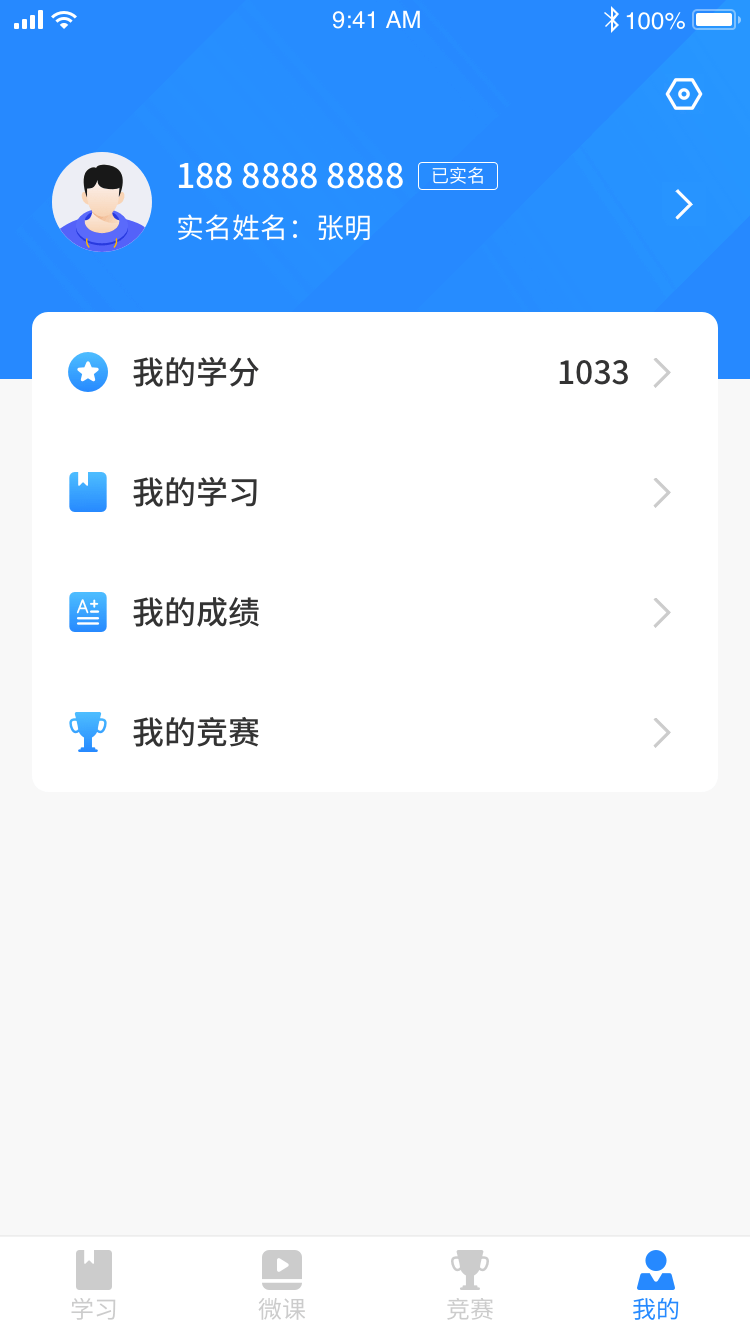 9:41 AM 100%
188 8888 8888 已实名
实名姓名：张明
我的学分 1033
我的学习
A+ 我的成绩
我的竞赛
学习 微课 竞赛 我的